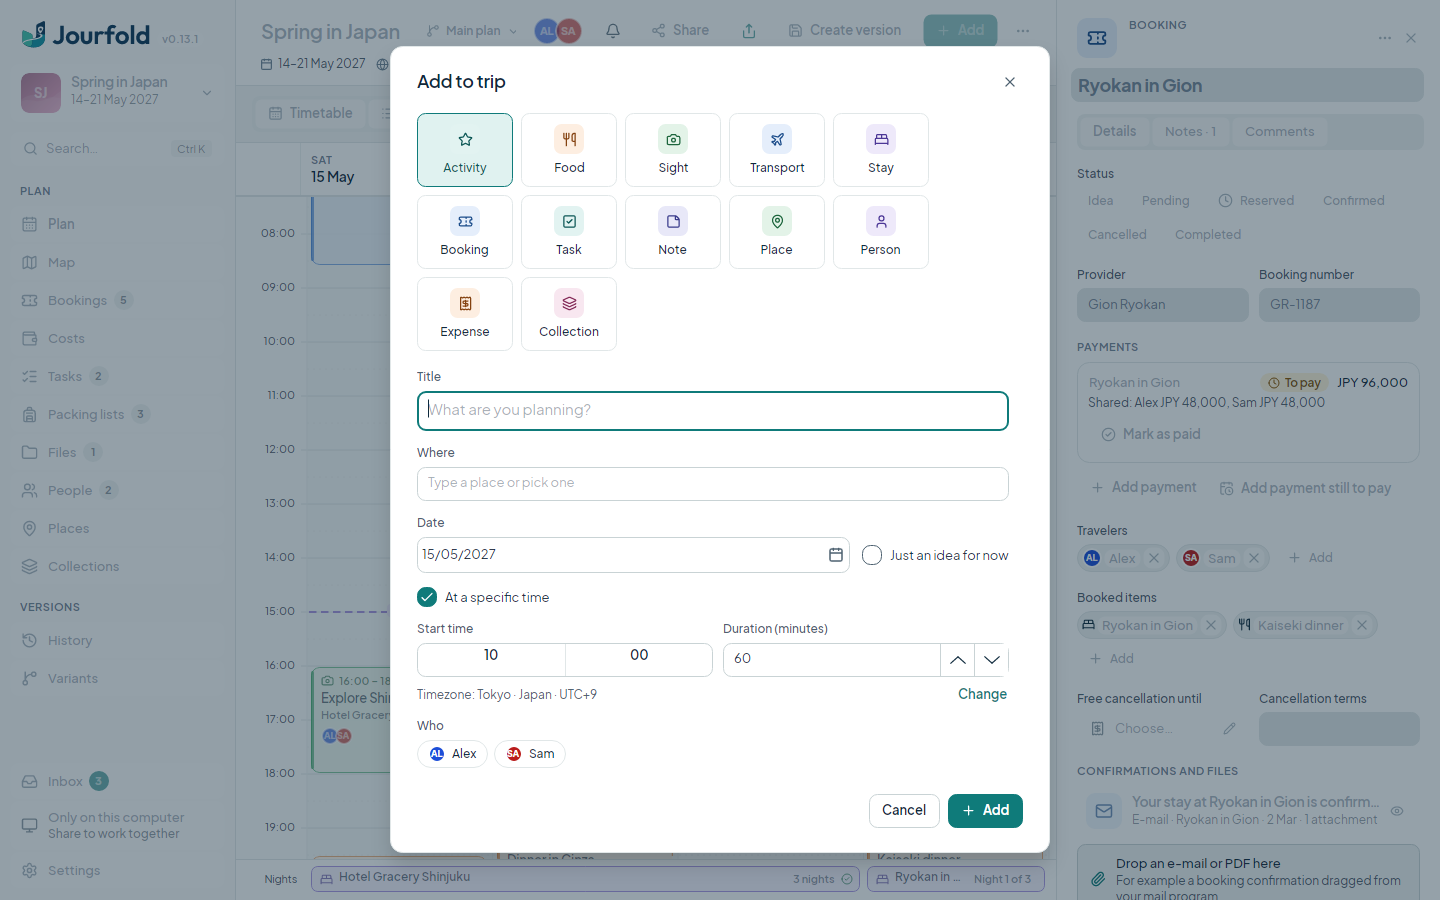 Jourfold v0.13.1
SJ
Spring in Japan
14–21 May 2027
Search... Ctrl K
PLAN
Plan
Map
Bookings 5
Costs
Tasks 2
Packing lists 3
Files 1
People 2
Places
Collections
VERSIONS
History
Variants
Inbox 3
Only on this computer
Share to work together
Settings
Spring in Japan
Main plan
AL SA
Share
Create version
Add
14–21 May 2027
Timetable
SAT
15 May
08:00
09:00
10:00
11:00
12:00
13:00
14:00
15:00
16:00
17:00
18:00
19:00
16:00 – 18
Explore Shi
Hotel Gracery
AL SA
Dinner in Ginza
Kaiseki dinner
Nights
Hotel Gracery Shinjuku 3 nights
Ryokan in ... Night 1 of 3
Add to trip
Activity
Food
Sight
Transport
Stay
Booking
Task
Note
Place
Person
Expense
Collection
Title
What are you planning?
Where
Type a place or pick one
Date
15/05/2027
Just an idea for now
At a specific time
Start time
Duration (minutes)
10 00
60
Timezone: Tokyo · Japan · UTC+9
Change
Who
AL Alex
SA Sam
Cancel
Add
BOOKING
Ryokan in Gion
Details
Notes · 1
Comments
Status
Idea
Pending
Reserved
Confirmed
Cancelled
Completed
Provider
Booking number
Gion Ryokan
GR-1187
PAYMENTS
Ryokan in Gion To pay JPY 96,000
Shared: Alex JPY 48,000, Sam JPY 48,000
Mark as paid
Add payment
Add payment still to pay
Travelers
AL Alex
SA Sam
Add
Booked items
Ryokan in Gion
Kaiseki dinner
Add
Free cancellation until
Cancellation terms
Choose...
CONFIRMATIONS AND FILES
Your stay at Ryokan in Gion is confirm...
E-mail · Ryokan in Gion · 2 Mar · 1 attachment
Drop an e-mail or PDF here
For example a booking confirmation dragged from
your mail program.